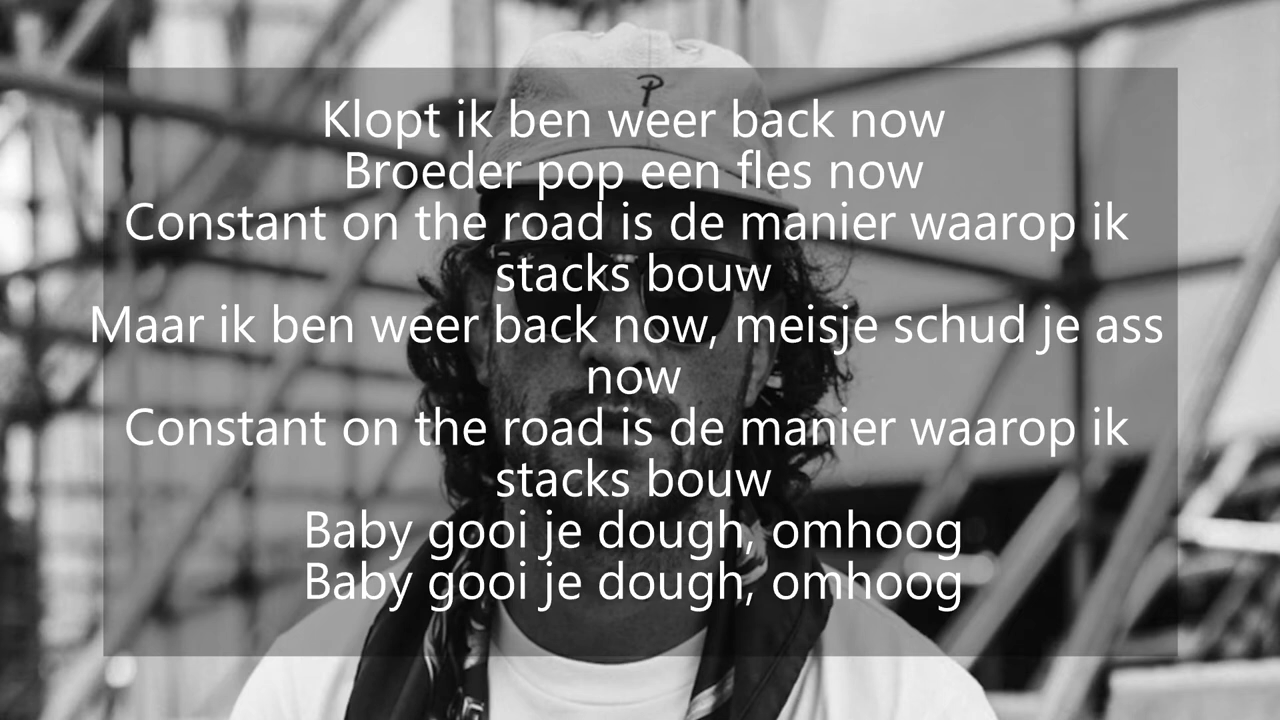 P
Klopt ik ben weer back now
Broeder pop een fles now
Constant on the road is de manier waarop ik
stacks bouw
Maar ik ben weer back now, meisje schud je ass
now
Constant on the road is de manier waarop ik
stacks bouw
Baby gooi je dough, omhoog
Baby gooi je dough, omhoog